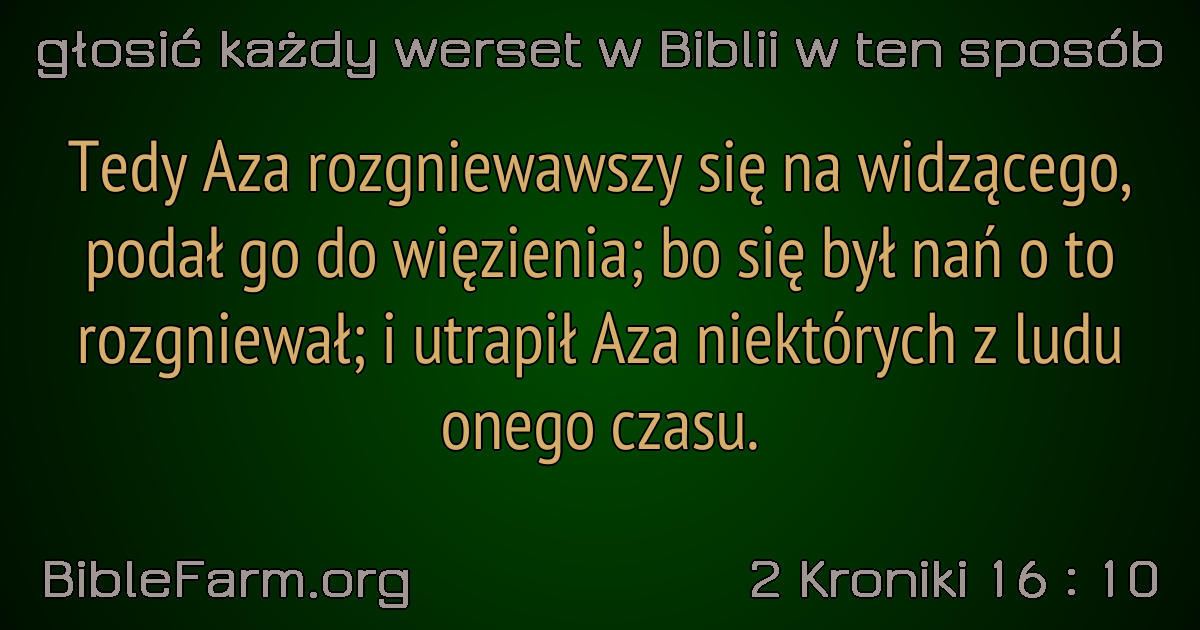 głosić każdy werset w Biblii w ten sposób
Tedy Aza rozgniewawszy się na widzącego,
podał go do więzienia; bo się był nań o to
rozgniewał; i utrapił Aza niektórych z ludu
onego czasu.
BibleFarm.org
2 Kroniki 16 : 10